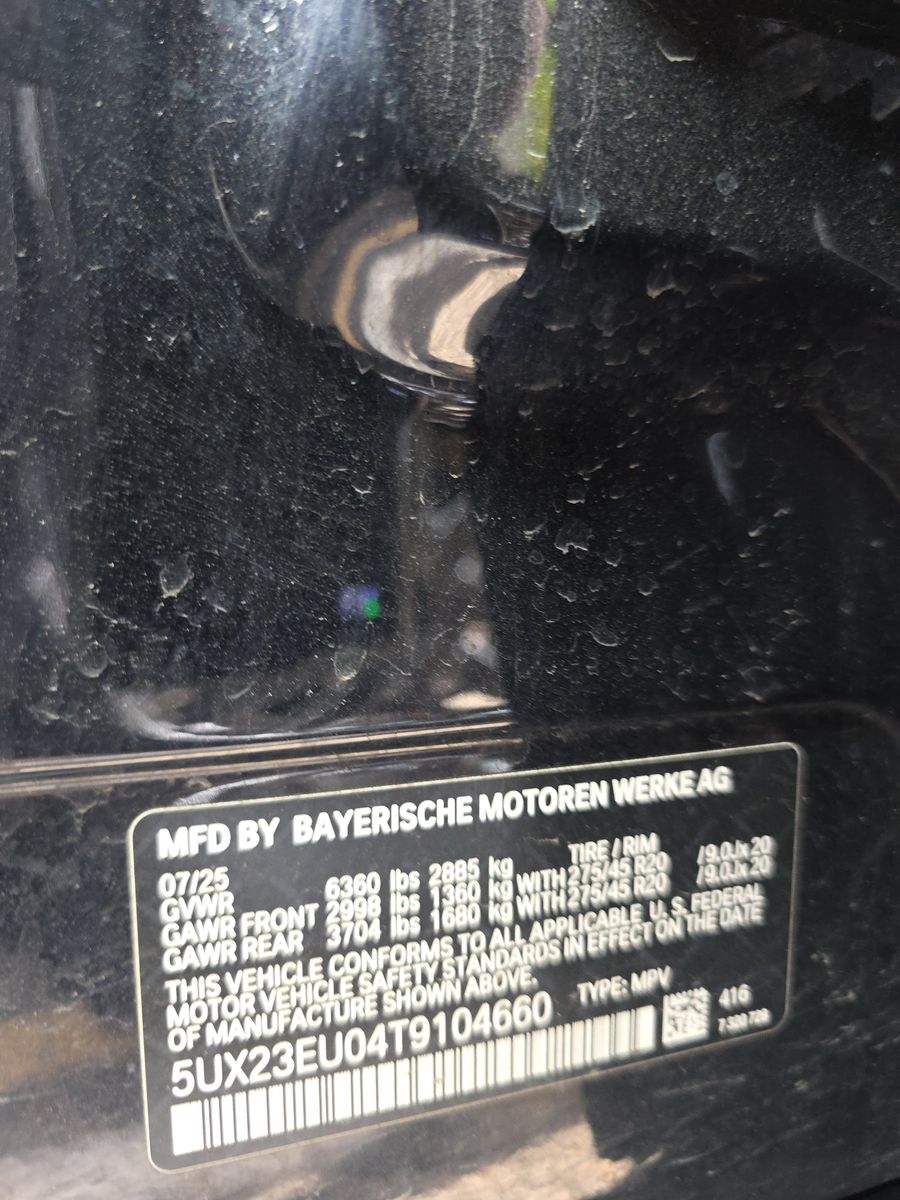 MFD BY BAYERISCHE MOTOREN WERKE AG
07/25 TIRE / RIM
GVWR 6360 lbs 2885 kg
GAWR FRONT 2998 lbs 1360 kg WITH 275/45 R20 /9.0Jx20
GAWR REAR 3704 lbs 1680 kg WITH 275/45 R20 /9.0Jx20
THIS VEHICLE CONFORMS TO ALL APPLICABLE U.S. FEDERAL
MOTOR VEHICLE SAFETY STANDARDS IN EFFECT ON THE DATE
OF MANUFACTURE SHOWN ABOVE.
TYPE: MPV
5UX23EU04T9104660
416